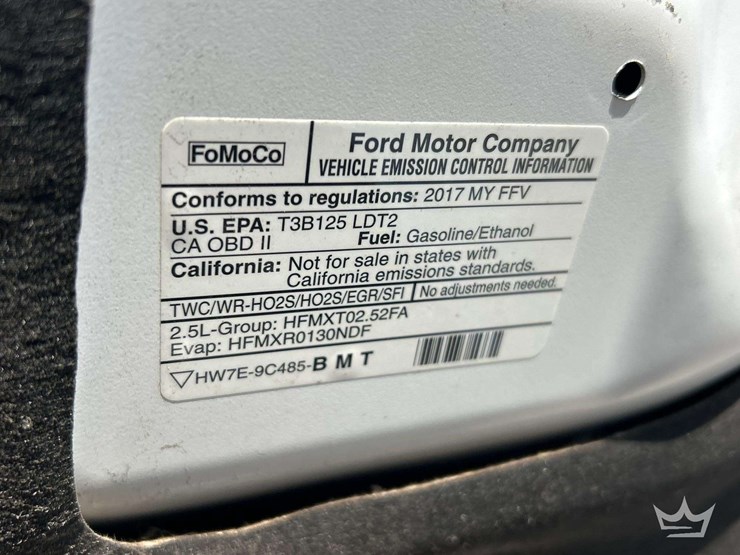 FoMoCo
Ford Motor Company
VEHICLE EMISSION CONTROL INFORMATION
Conforms to regulations: 2017 MY FFV
U.S. EPA: T3B125 LDT2
CA OBD II Fuel: Gasoline/Ethanol
California: Not for sale in states with
California emissions standards.
TWC/WR-HO2S/HO2S/EGR/SFI No adjustments needed.
2.5L-Group: HFMXT02.52FA
Evap: HFMXR0130NDF
HW7E-9C485-B M T